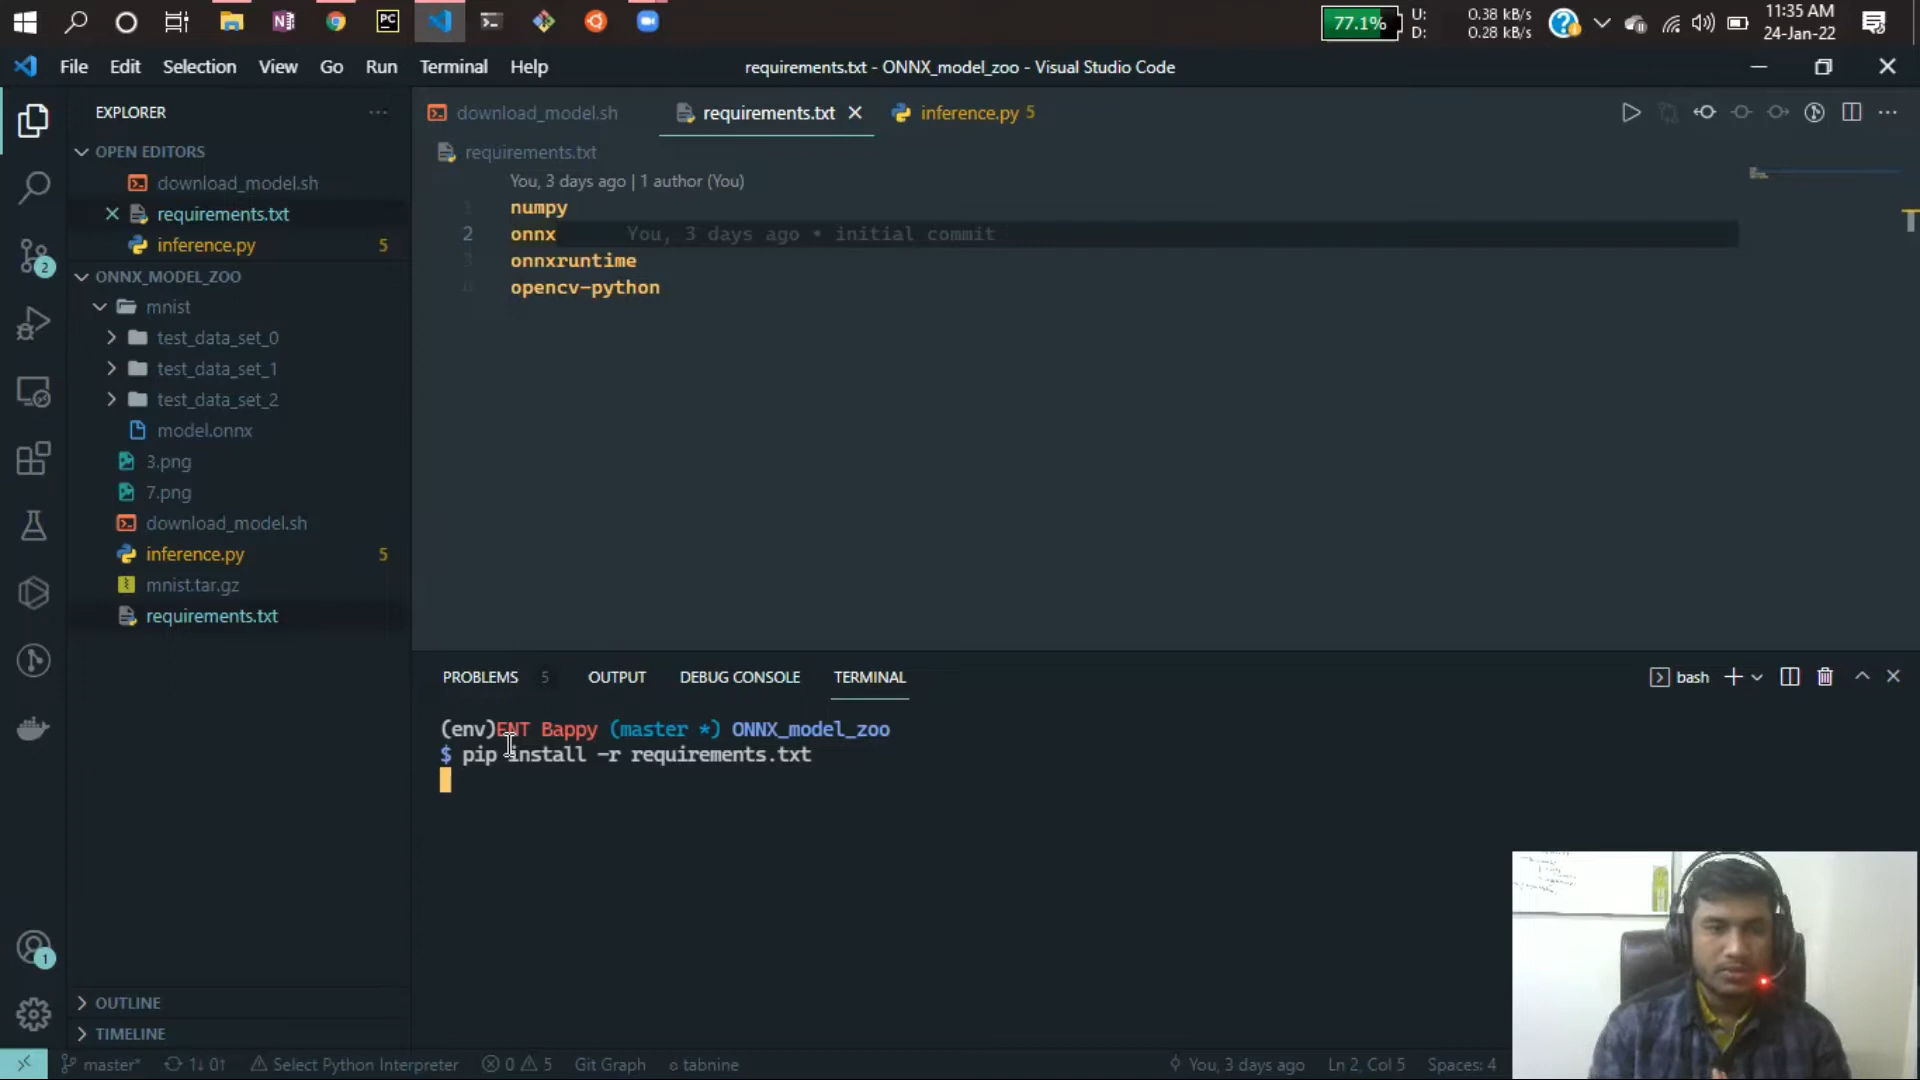 77.1%
U: 0.38 kB/s
D: 0.28 kB/s
11:35 AM
24-Jan-22
File Edit Selection View Go Run Terminal Help
requirements.txt - ONNX_model_zoo - Visual Studio Code
EXPLORER
OPEN EDITORS
download_model.sh
requirements.txt
inference.py 5
ONNX_MODEL_ZOO
mnist
test_data_set_0
test_data_set_1
test_data_set_2
model.onnx
3.png
7.png
download_model.sh
inference.py 5
mnist.tar.gz
requirements.txt
OUTLINE
TIMELINE
2
1
download_model.sh requirements.txt inference.py 5
requirements.txt
You, 3 days ago | 1 author (You)
1 numpy
2 onnx You, 3 days ago • initial commit
3 onnxruntime
opencv-python
PROBLEMS 5 OUTPUT DEBUG CONSOLE TERMINAL
bash
(env)ENT Bappy (master *) ONNX_model_zoo
$ pip install -r requirements.txt
master* 1↓ 0↑ Select Python Interpreter 0 5 Git Graph tabnine
You, 3 days ago Ln 2, Col 5 Spaces: 4